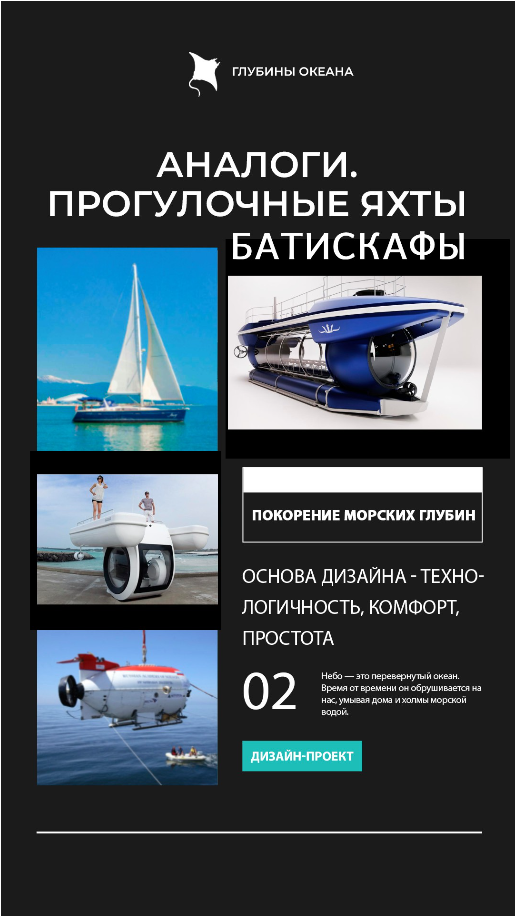 ГЛУБИНЫ ОКЕАНА
АНАЛОГИ.
ПРОГУЛОЧНЫЕ ЯХТЫ
БАТИСКАФЫ
ПОКОРЕНИЕ МОРСКИХ ГЛУБИН
ОСНОВА ДИЗАЙНА - ТЕХНО-
ЛОГИЧНОСТЬ, КОМФОРТ,
ПРОСТОТА
02
Небо — это перевернутый океан.
Время от времени он обрушивается на
нас, умывая дома и холмы морской
водой.
ДИЗАЙН-ПРОЕКТ